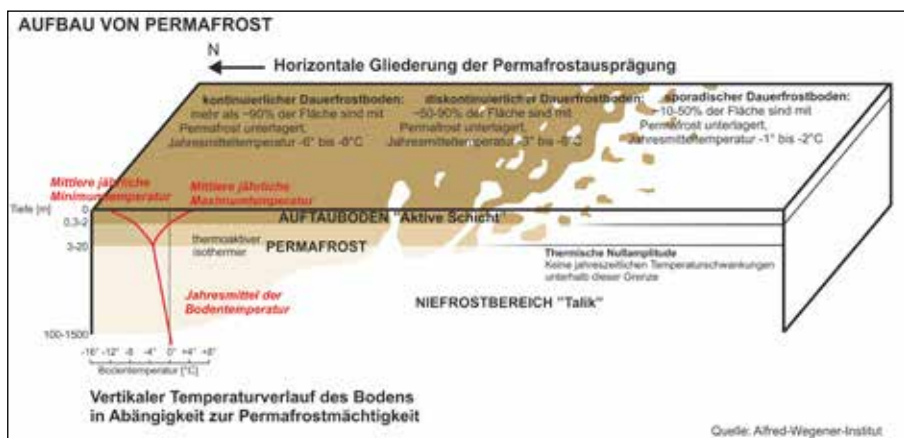 AUFBAU VON PERMAFROST
N
Horizontale Gliederung der Permafrostausprägung
kontinuierlicher Dauerfrostboden:
mehr als ~90% der Fläche sind mit
Permafrost unterlagert,
Jahresmitteltemperatur -6° bis -8°C
diskontinuierlicher Dauerfrostboden:
~50-90% der Fläche sind mit
Permafrost unterlagert,
Jahresmitteltemperatur -3° bis -6°C
sporadischer Dauerfrostboden:
~10-50% der Fläche sind mit
Permafrost unterlagert,
Jahresmitteltemperatur -1° bis -2°C
Mittlere jährliche
Minimumtemperatur
Mittlere jährliche
Maximumtemperatur
Tiefe [m]
0
0,3-2
3-20
100-1500
AUFTAUBODEN "Aktive Schicht"
thermoaktiver
isothermer
PERMAFROST
Thermische Nullamplitude
Keine jahreszeitlichen Temperaturschwankungen
unterhalb dieser Grenze
Jahresmittel der
Bodentemperatur
NIEFROSTBEREICH "Talik"
-16° -12° -8 -4° 0° +4° +8°
Bodentemperatur [°C]
Vertikaler Temperaturverlauf des Bodens
in Abängigkeit zur Permafrostmächtigkeit
Quelle: Alfred-Wegener-Institut